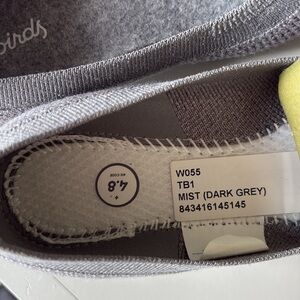 birds
4.8
W055
TB1
MIST (DARK GREY)
843416145145